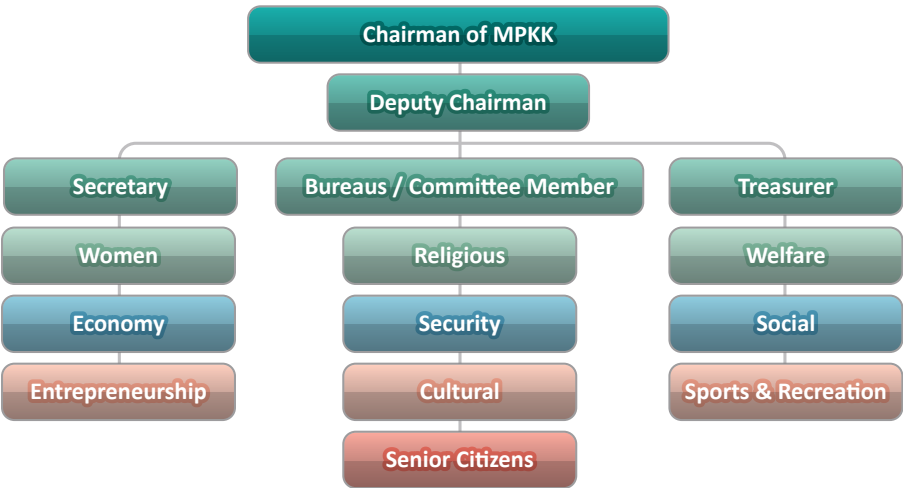 Chairman of MPKK
Deputy Chairman
Secretary
Bureaus / Committee Member
Treasurer
Women
Religious
Welfare
Economy
Security
Social
Entrepreneurship
Cultural
Sports & Recreation
Senior Citizens